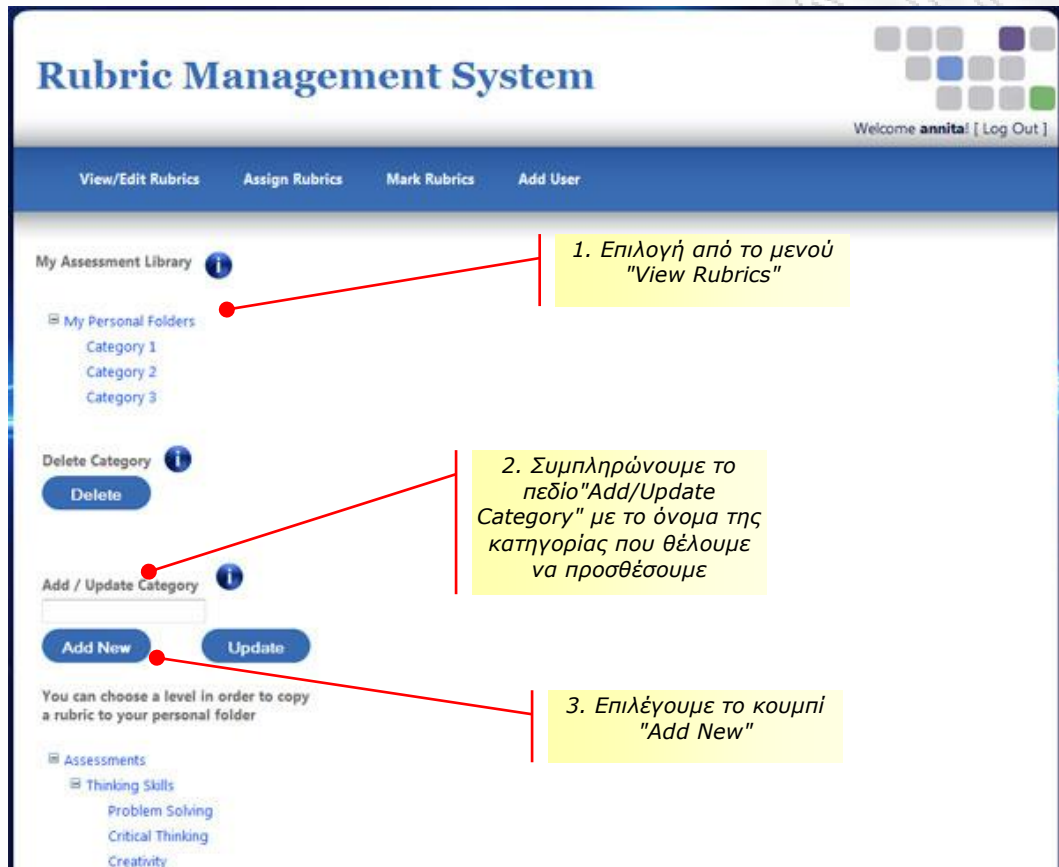 Rubric Management System
Welcome annita! [ Log Out ]
View/Edit Rubrics Assign Rubrics Mark Rubrics Add User
My Assessment Library
1. Επιλογή από το μενού
"View Rubrics"
My Personal Folders
Category 1
Category 2
Category 3
Delete Category
Delete
2. Συμπληρώνουμε το
πεδίο"Add/Update
Category" με το όνομα της
κατηγορίας που θέλουμε
να προσθέσουμε
Add / Update Category
Add New Update
You can choose a level in order to copy
a rubric to your personal folder
3. Επιλέγουμε το κουμπί
"Add New"
Assessments
Thinking Skills
Problem Solving
Critical Thinking
Creativity